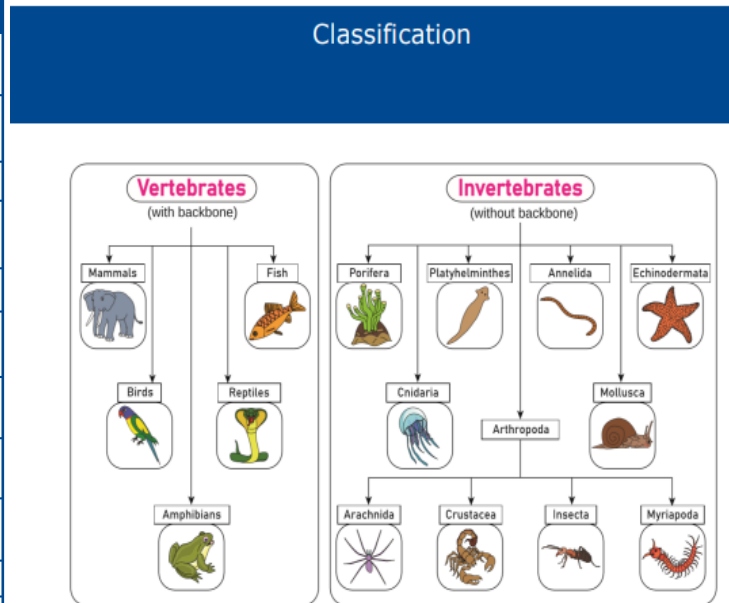 Classification
Vertebrates
(with backbone)
Mammals
Fish
Birds
Reptiles
Amphibians
Invertebrates
(without backbone)
Porifera
Platyhelminthes
Annelida
Echinodermata
Cnidaria
Arthropoda
Mollusca
Arachnida
Crustacea
Insecta
Myriapoda